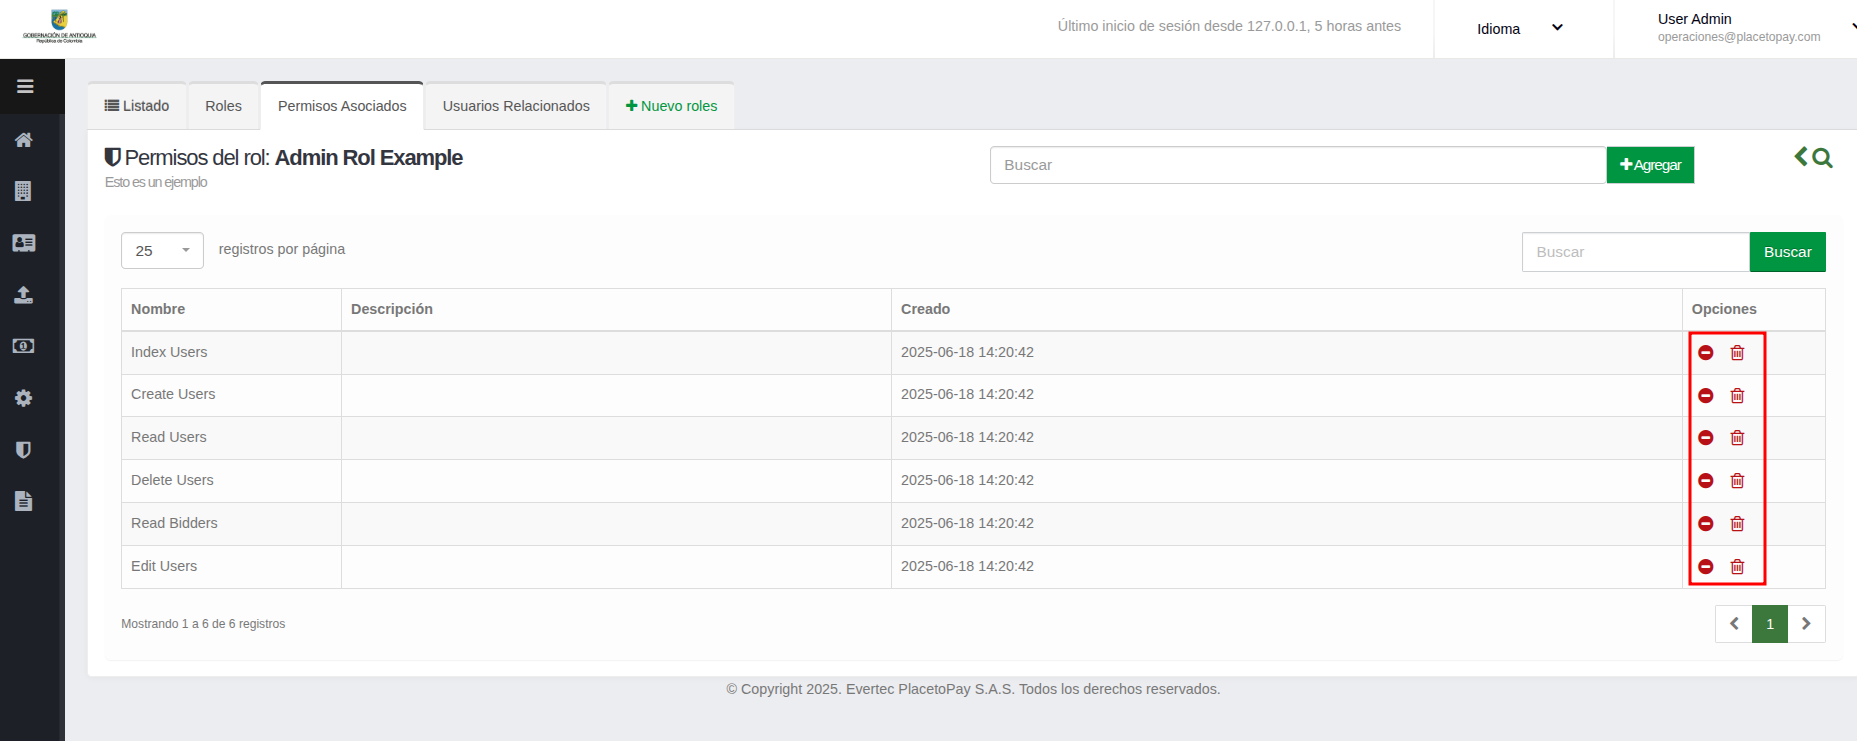 GOBERNACIÓN DE ANTIOQUIA
República de Colombia
Último inicio de sesión desde 127.0.0.1, 5 horas antes
Idioma
User Admin
operaciones@placetopay.com
Listado
Roles
Permisos Asociados
Usuarios Relacionados
Nuevo roles
Permisos del rol: Admin Rol Example
Esto es un ejemplo
Buscar
Agregar
25
registros por página
Buscar
Buscar
Nombre Descripción Creado Opciones
Index Users 2025-06-18 14:20:42
Create Users 2025-06-18 14:20:42
Read Users 2025-06-18 14:20:42
Delete Users 2025-06-18 14:20:42
Read Bidders 2025-06-18 14:20:42
Edit Users 2025-06-18 14:20:42
Mostrando 1 a 6 de 6 registros
1
© Copyright 2025. Evertec PlacetoPay S.A.S. Todos los derechos reservados.